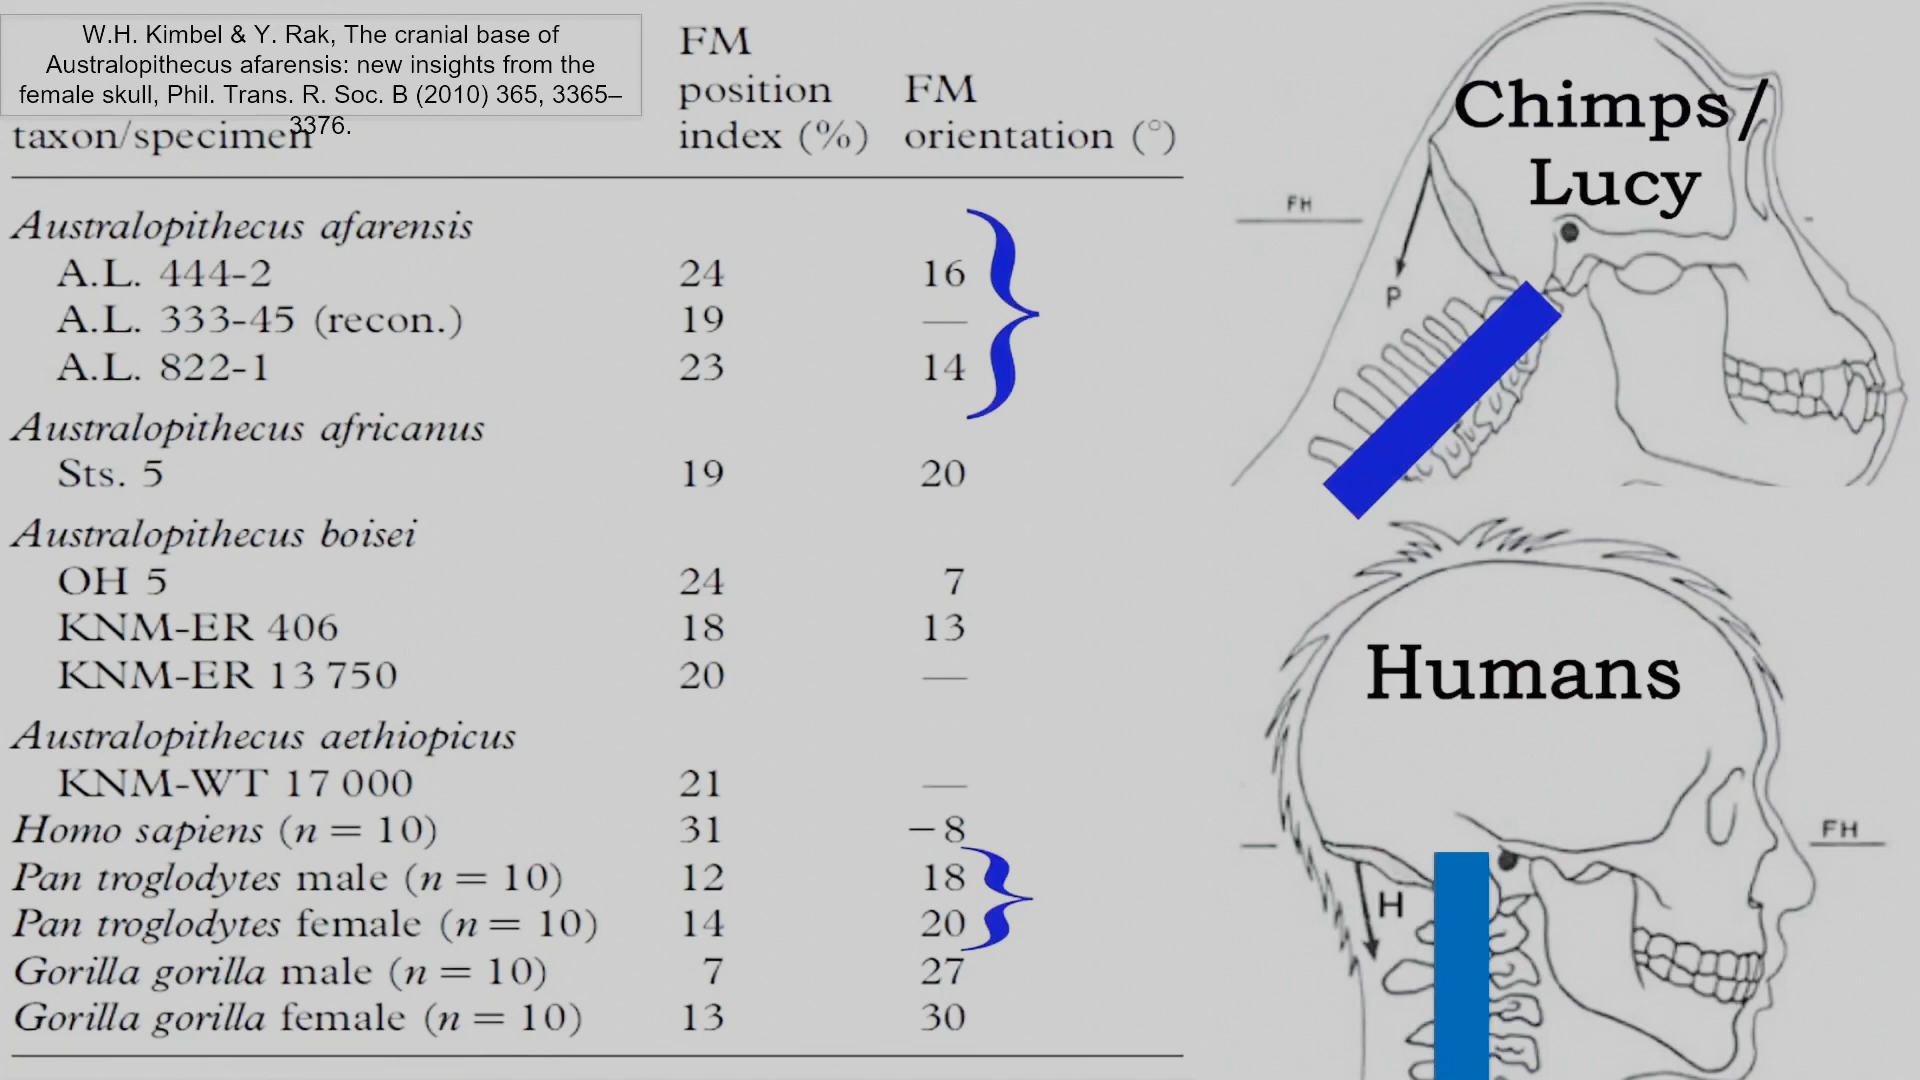 W.H. Kimbel & Y. Rak, The cranial base of
Australopithecus afarensis: new insights from the
female skull, Phil. Trans. R. Soc. B (2010) 365, 3365–
3376.
taxon/specimen FM position index (%) FM orientation (°)
Australopithecus afarensis
A.L. 444-2 24 16
A.L. 333-45 (recon.) 19 —
A.L. 822-1 23 14
Australopithecus africanus
Sts. 5 19 20
Australopithecus boisei
OH 5 24 7
KNM-ER 406 18 13
KNM-ER 13 750 20 —
Australopithecus aethiopicus
KNM-WT 17 000 21 —
Homo sapiens (n = 10) 31 −8
Pan troglodytes male (n = 10) 12 18
Pan troglodytes female (n = 10) 14 20
Gorilla gorilla male (n = 10) 7 27
Gorilla gorilla female (n = 10) 13 30
Chimps/
Lucy
FH
P
Humans
FH
H